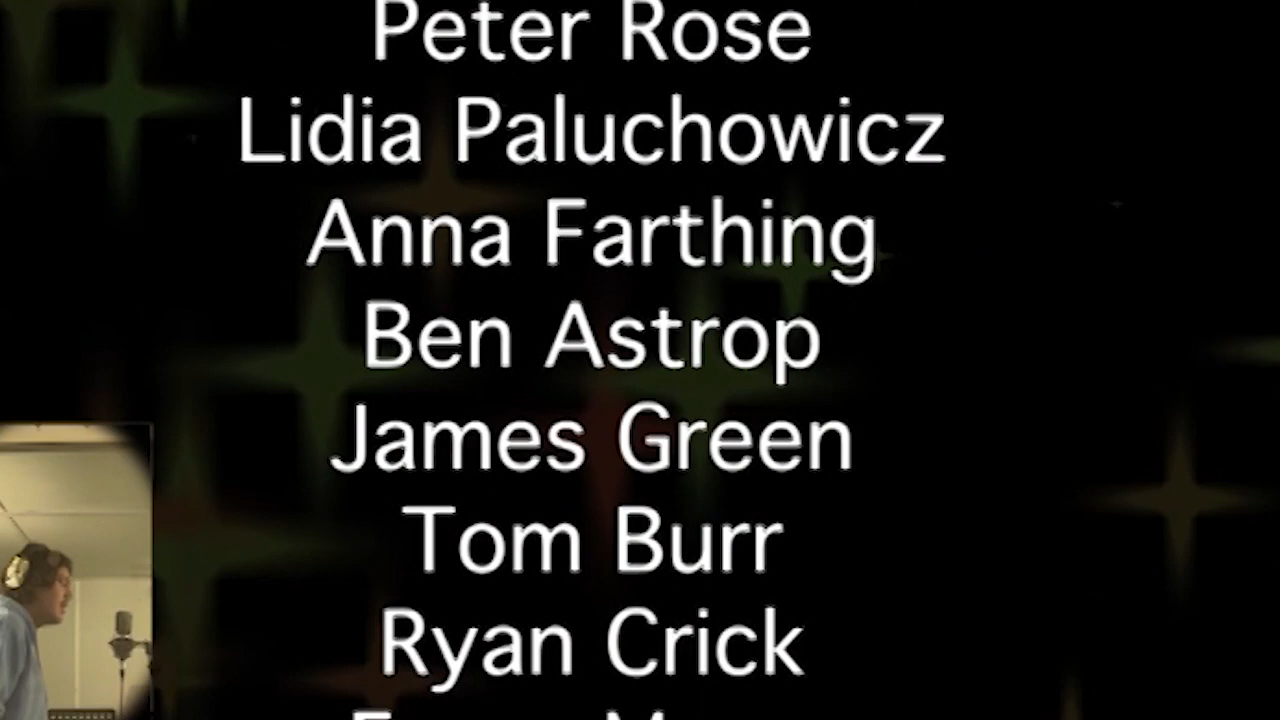 Peter Rose
Lidia Paluchowicz
Anna Farthing
Ben Astrop
James Green
Tom Burr
Ryan Crick